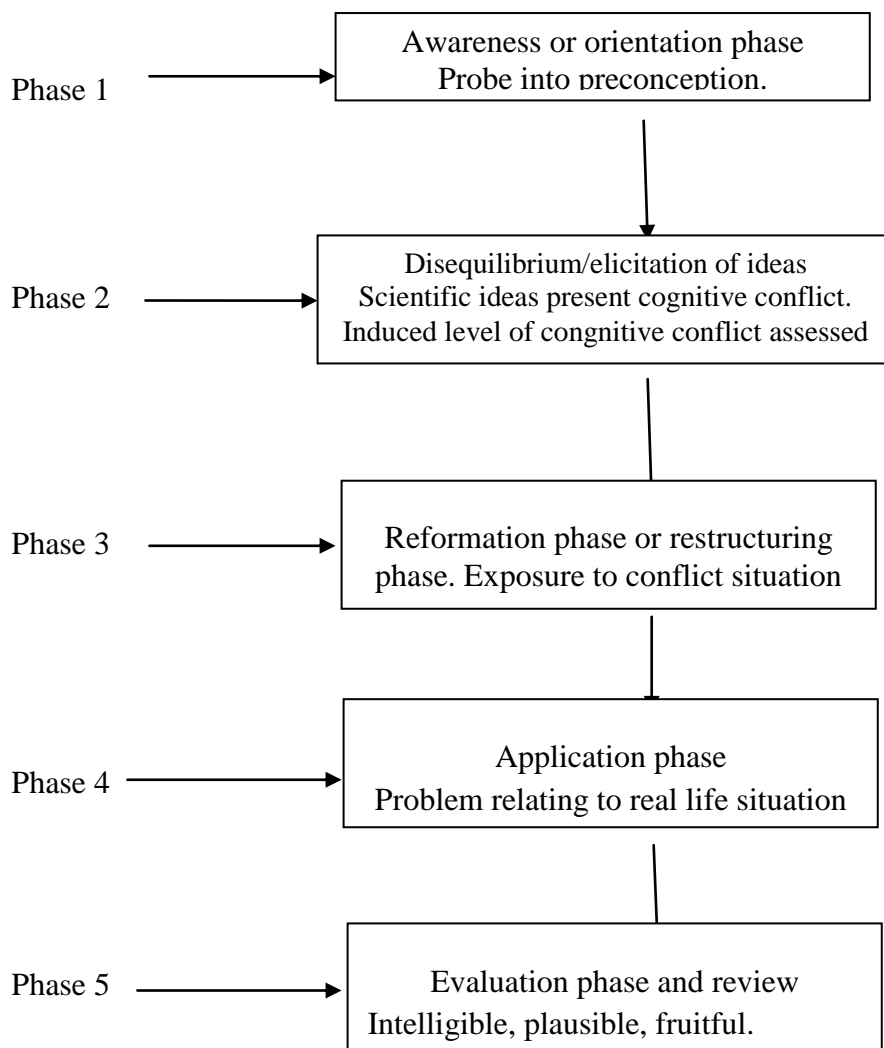 Phase 1
Awareness or orientation phase
Probe into preconception.
Phase 2
Disequilibrium/elicitation of ideas
Scientific ideas present cognitive conflict.
Induced level of congnitive conflict assessed
Phase 3
Reformation phase or restructuring
phase. Exposure to conflict situation
Phase 4
Application phase
Problem relating to real life situation
Phase 5
Evaluation phase and review
Intelligible, plausible, fruitful.